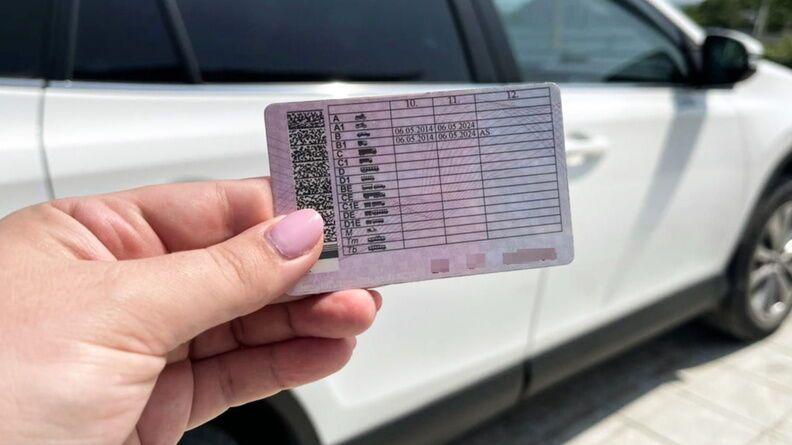 10. 11. 12.
A
A1
B 06.05.2014 06.05.2024
B1 06.05.2014 06.05.2024 AS
C
C1
D
D1
BE
CE
C1E
DE
D1E
M
Tm
Tb